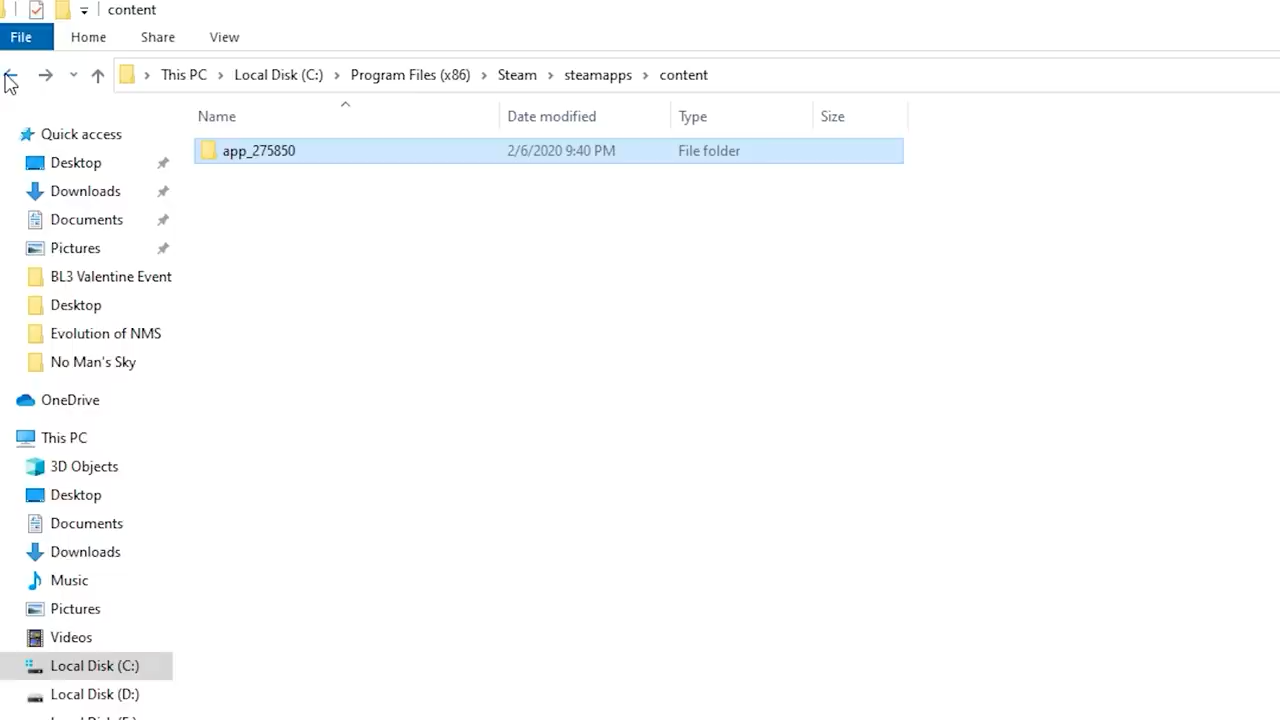 content
File Home Share View
This PC Local Disk (C:) Program Files (x86) Steam steamapps content
Name Date modified Type Size
app_275850 2/6/2020 9:40 PM File folder
Quick access
Desktop
Downloads
Documents
Pictures
BL3 Valentine Event
Desktop
Evolution of NMS
No Man's Sky
OneDrive
This PC
3D Objects
Desktop
Documents
Downloads
Music
Pictures
Videos
Local Disk (C:)
Local Disk (D:)